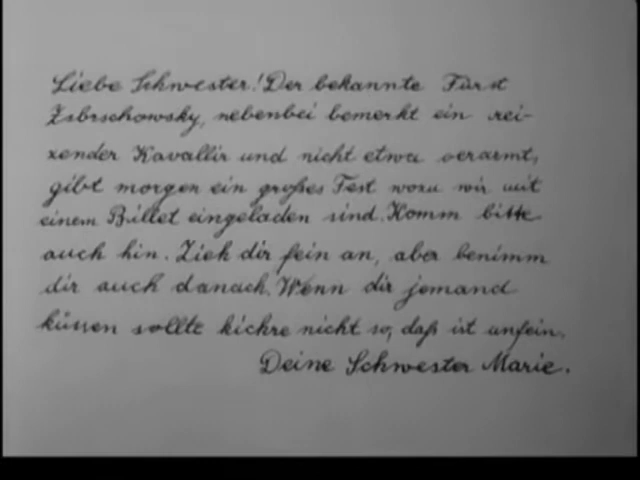 Liebe Schwester! Der bekannte Fürst
Zsbrschowsky, nebenbei bemerkt ein rei-
zender Kavallir und nicht etwa verarmt,
gibt morgen ein großes Fest wozu wir mit
einem Billet eingeladen sind. Komm bitte
auch hin. Zieh dir fein an, aber benimm
dir auch danach. Wenn dir jemand
küssen sollte kichre nicht so, daß ist unfein.
Deine Schwester Marie.